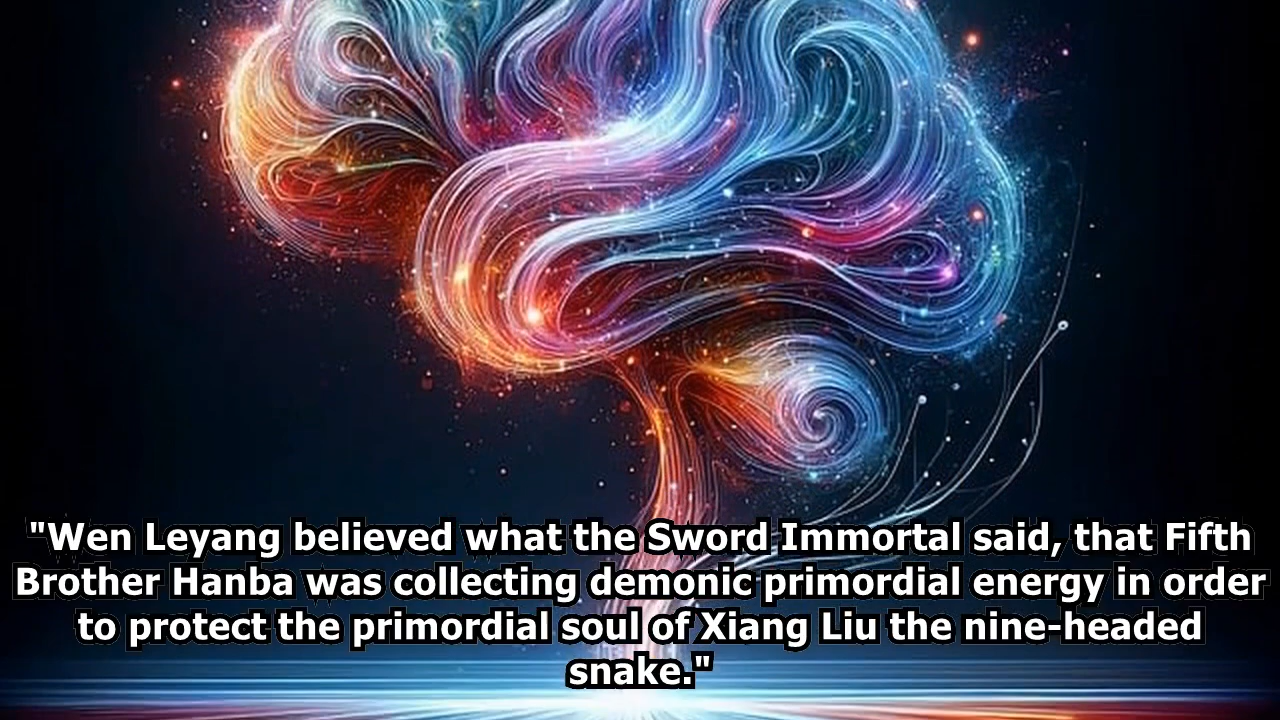 "Wen Leyang believed what the Sword Immortal said, that Fifth
Brother Hanba was collecting demonic primordial energy in order
to protect the primordial soul of Xiang Liu the nine-headed
snake."